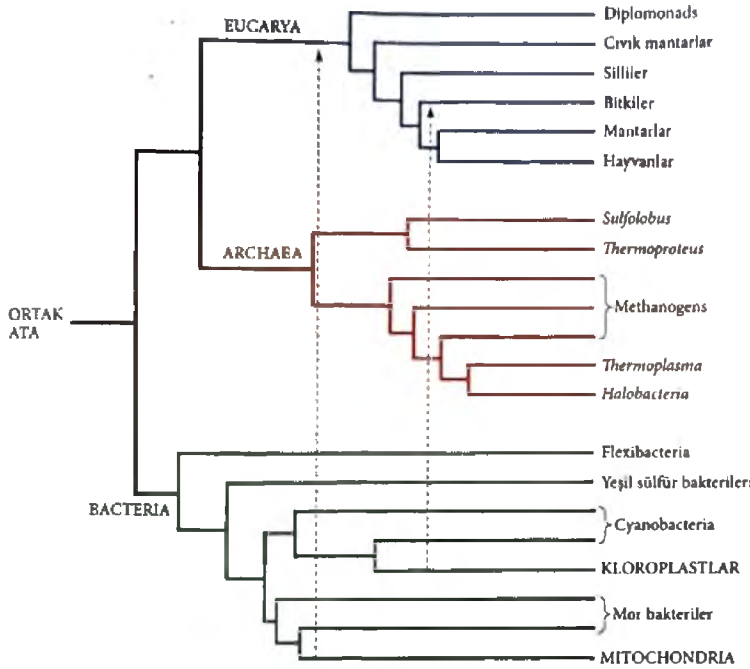 EUCARYA
Diplomonads
Cıvık mantarlar
Silliler
Bitkiler
Mantarlar
Hayvanlar
ARCHAEA
Sulfolobus
Thermoproteus
Methanogens
Thermoplasma
Halobacteria
ORTAK
ATA
BACTERIA
Flexibacteria
Yeşil sülfür bakteriler
Cyanobacteria
KLOROPLASTLAR
Mor bakteriler
MITOCHONDRIA